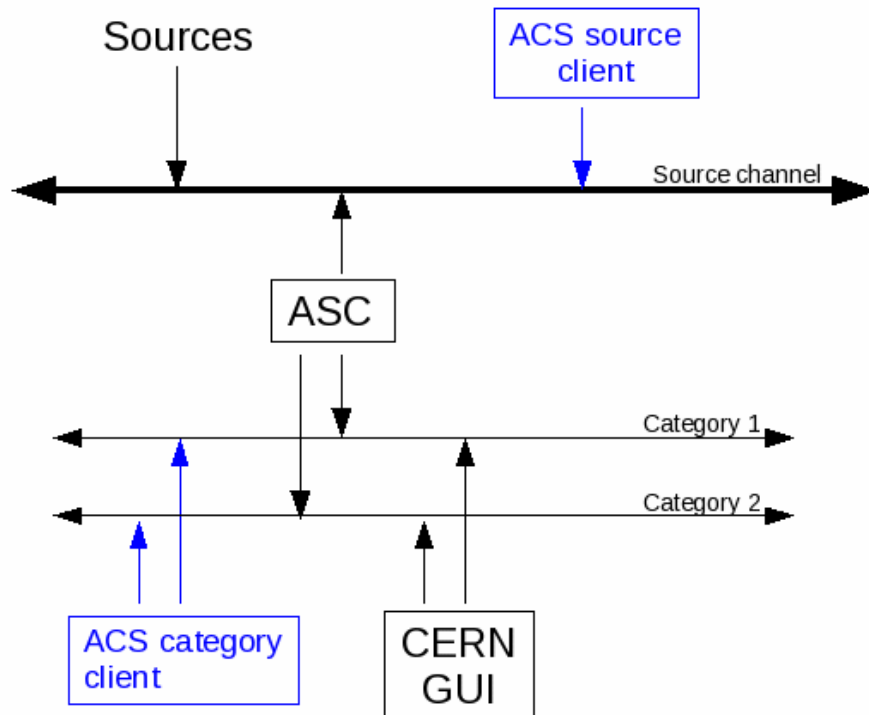 Sources
ACS source
client
Source channel
ASC
Category 1
Category 2
ACS category
client
CERN
GUI